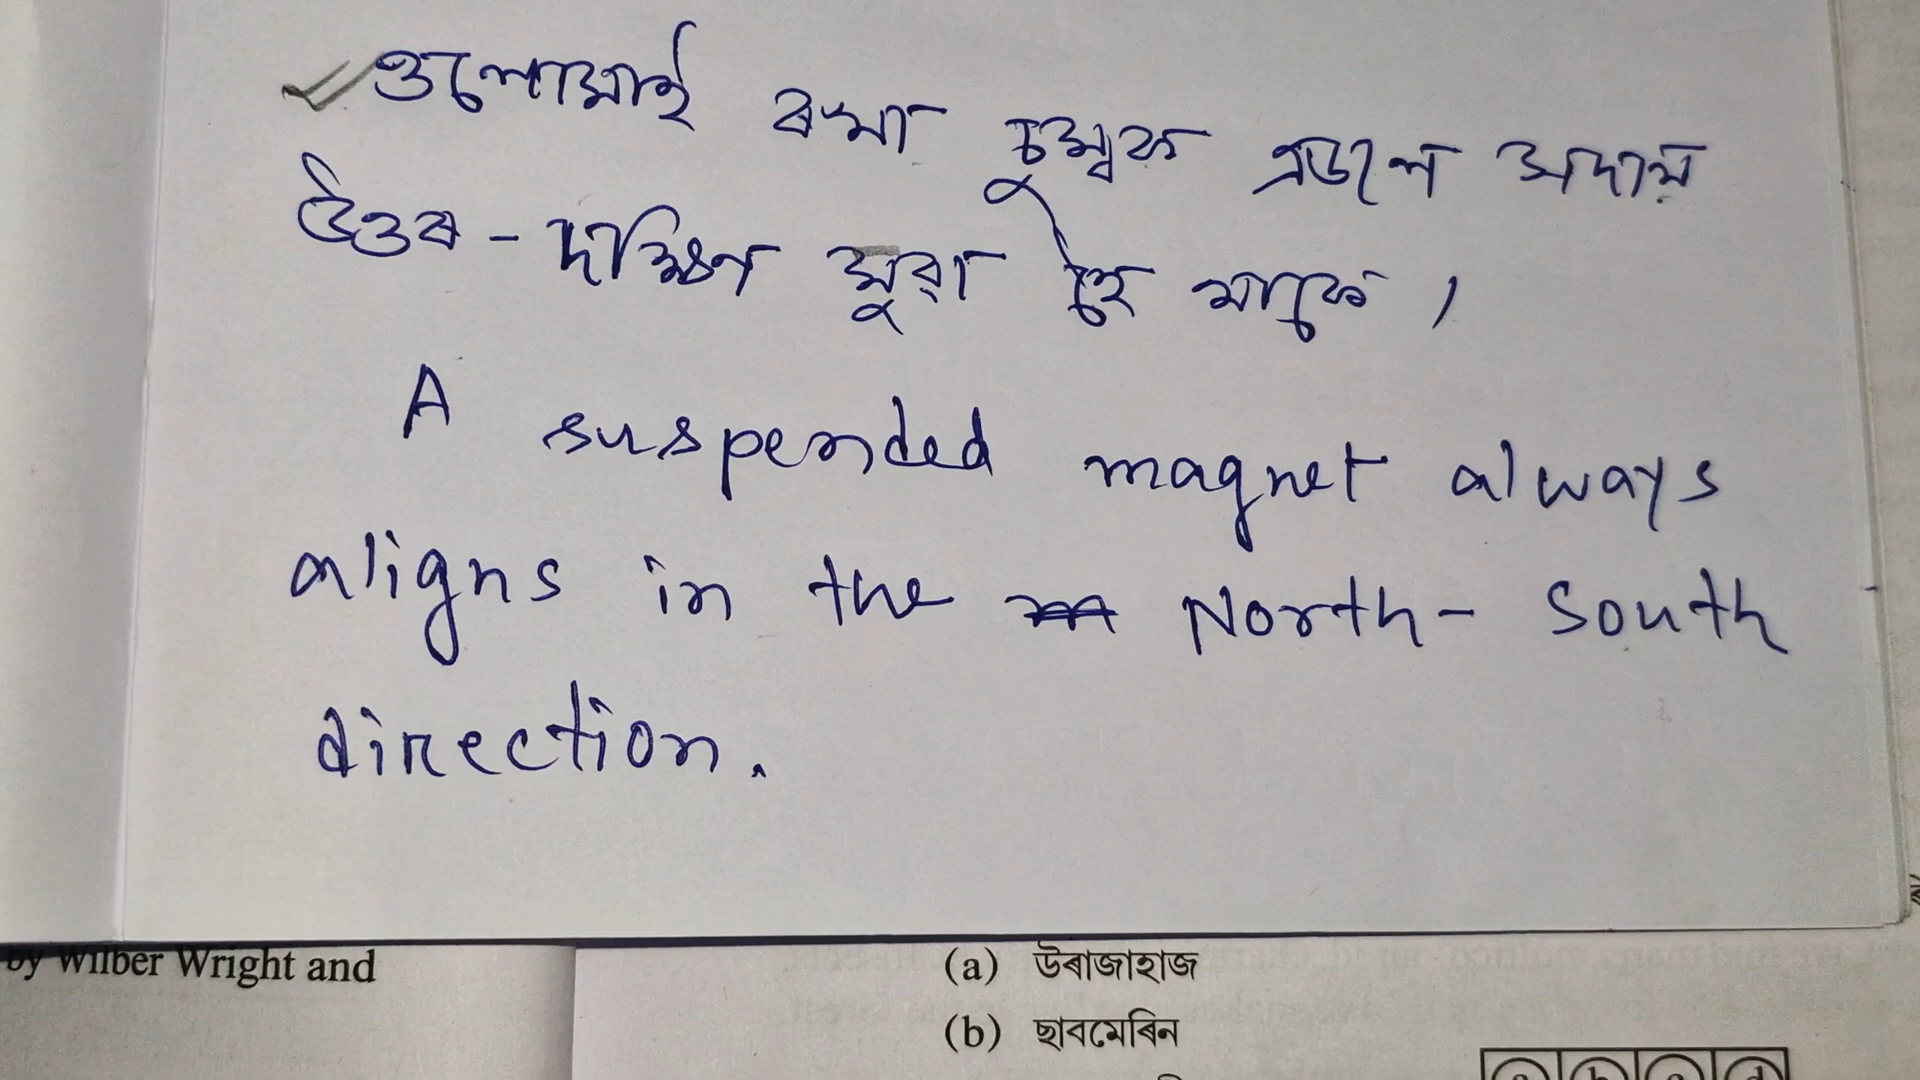 ওলোমাই ৰখা চুম্বক এডালে সদায়
উত্তৰ - দক্ষিণ মুৱা হৈ থাকে ।
A suspended magnet always
aligns in the North - South
direction.
by Wilber Wright and
(a) উৰাজাহাজ
(b) ছাবমেৰিন